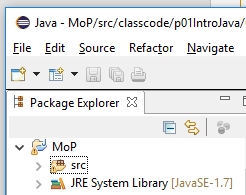 Java - MoP/src/classcode/p01IntroJava/
File Edit Source Refactor Navigate
Package Explorer
MoP
src
JRE System Library [JavaSE-1.7]